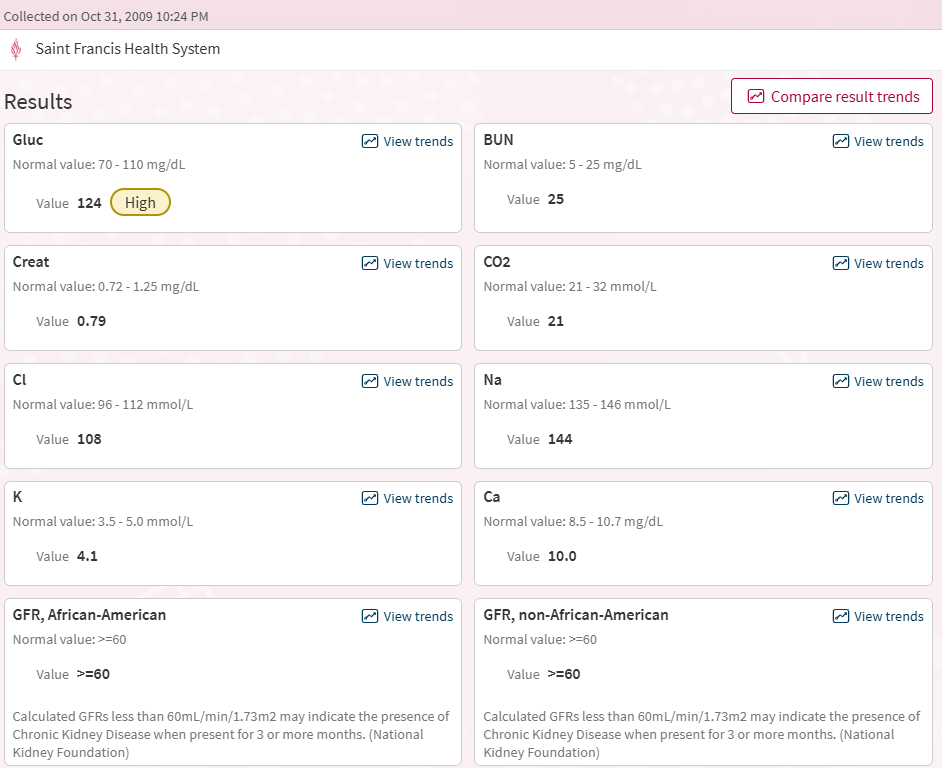 Collected on Oct 31, 2009 10:24 PM
Saint Francis Health System
Results
Compare result trends
Gluc
View trends
Normal value: 70 - 110 mg/dL
Value 124 High
BUN
View trends
Normal value: 5 - 25 mg/dL
Value 25
Creat
View trends
Normal value: 0.72 - 1.25 mg/dL
Value 0.79
CO2
View trends
Normal value: 21 - 32 mmol/L
Value 21
Cl
View trends
Normal value: 96 - 112 mmol/L
Value 108
Na
View trends
Normal value: 135 - 146 mmol/L
Value 144
K
View trends
Normal value: 3.5 - 5.0 mmol/L
Value 4.1
Ca
View trends
Normal value: 8.5 - 10.7 mg/dL
Value 10.0
GFR, African-American
View trends
Normal value: >=60
Value >=60
Calculated GFRs less than 60mL/min/1.73m2 may indicate the presence of
Chronic Kidney Disease when present for 3 or more months. (National
Kidney Foundation)
GFR, non-African-American
View trends
Normal value: >=60
Value >=60
Calculated GFRs less than 60mL/min/1.73m2 may indicate the presence of
Chronic Kidney Disease when present for 3 or more months. (National
Kidney Foundation)